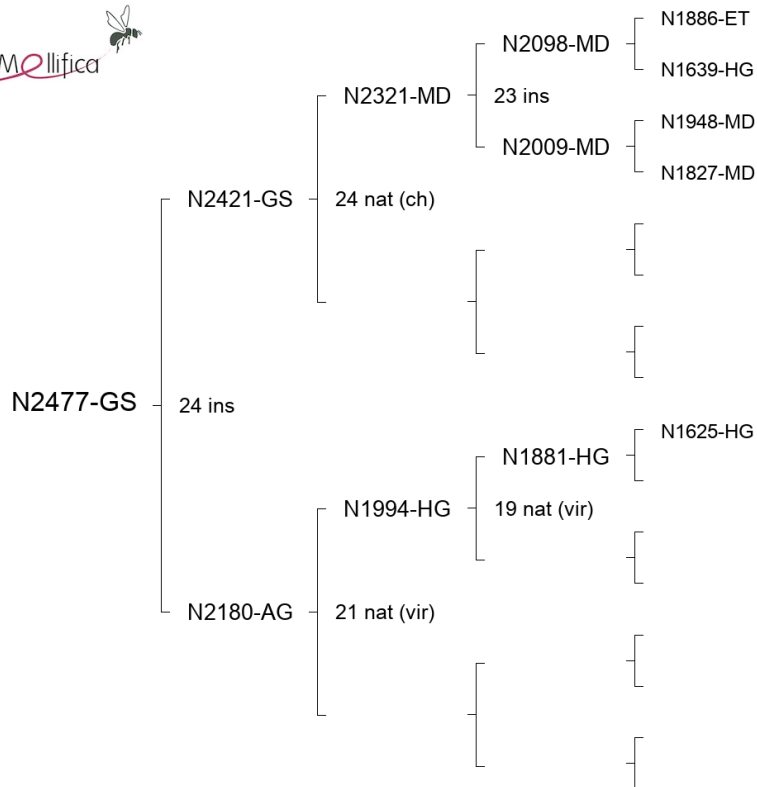 Mellifica
N1886-ET
N2098-MD
N1639-HG
N2321-MD
23 ins
N1948-MD
N2009-MD
N1827-MD
N2421-GS
24 nat (ch)
N2477-GS
24 ins
N1625-HG
N1881-HG
N1994-HG
19 nat (vir)
N2180-AG
21 nat (vir)